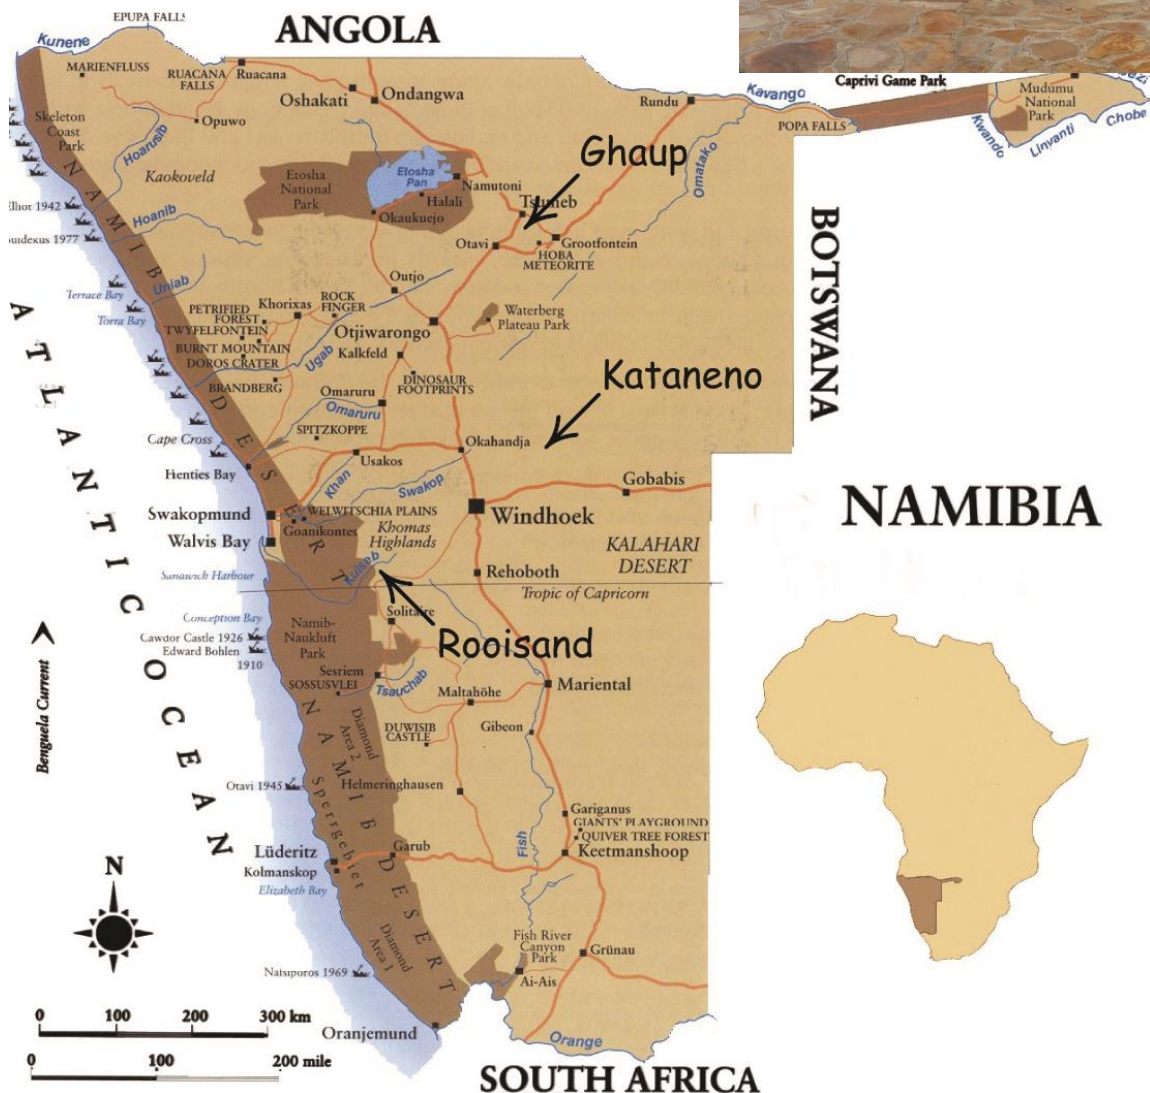 EPUPA FALLS
ANGOLA
Kunene
MARIENFLUSS
RUACANA
FALLS
Ruacana
Oshakati
Ondangwa
Opuwo
Rundu
Kavango
POPA FALLS
Caprivi Game Park
Mudumu
National
Park
Kwando
Linyanti
Chobe
Skeleton
Coast
Park
Hoarusib
Kaokoveld
Etosha
National
Park
Etosha
Pan
Namutoni
Halali
Okaukuejo
Ghaup
Omatako
Tsumeb
Otavi
Grootfontein
HOBA
METEORITE
1942
1977
Hoanib
Uniab
Terrace Bay
Torra Bay
NAMIB DESERT
Outjo
PETRIFIED
FOREST
Khorixas
ROCK
FINGER
TWYFELFONTEIN
BURNT MOUNTAIN
DOROS CRATER
BRANDBERG
Ugab
Otjiwarongo
Kalkfeld
Waterberg
Plateau Park
DINOSAUR
FOOTPRINTS
Kataneno
Omaruru
Omaruru
SPITZKOPPE
Cape Cross
Henties Bay
Usakos
Okahandja
Khan
Swakop
Gobabis
BOTSWANA
NAMIBIA
Swakopmund
Walvis Bay
WELWITSCHIA PLAINS
Goanikontes
Khomas
Highlands
Windhoek
KALAHARI
DESERT
Kuiseb
Rehoboth
Tropic of Capricorn
Sandwich Harbour
Conception Bay
Cawdor Castle 1926
Edward Bohlen
1910
Namib-
Naukluft
Park
Solitaire
Rooisand
Sesriem
SOSSUSVLEI
Tsauchab
Maltahöhe
Mariental
ATLANTIC OCEAN
Benguela Current
DUWISIB
CASTLE
Gibeon
Diamond
Area 2
NAMIB DESERT
Otavi 1945
Sperrgebiet
Helmeringhausen
Gariganus
GIANTS' PLAYGROUND
QUIVER TREE FOREST
Keetmanshoop
Fish
Lüderitz
Kolmanskop
Elizabeth Bay
Garub
N
Diamond
Area 1
Fish River
Canyon
Park
Grünau
Ai-Ais
Natsiporos 1969
0 100 200 300 km
0 100 200 mile
Oranjemund
Orange
SOUTH AFRICA